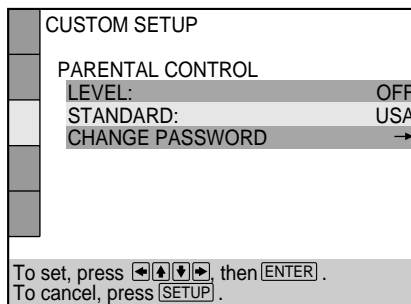 CUSTOM SETUP
PARENTAL CONTROL
LEVEL: OFF
STANDARD: USA
CHANGE PASSWORD →
To set, press ←↑↓→, then ENTER .
To cancel, press SETUP .